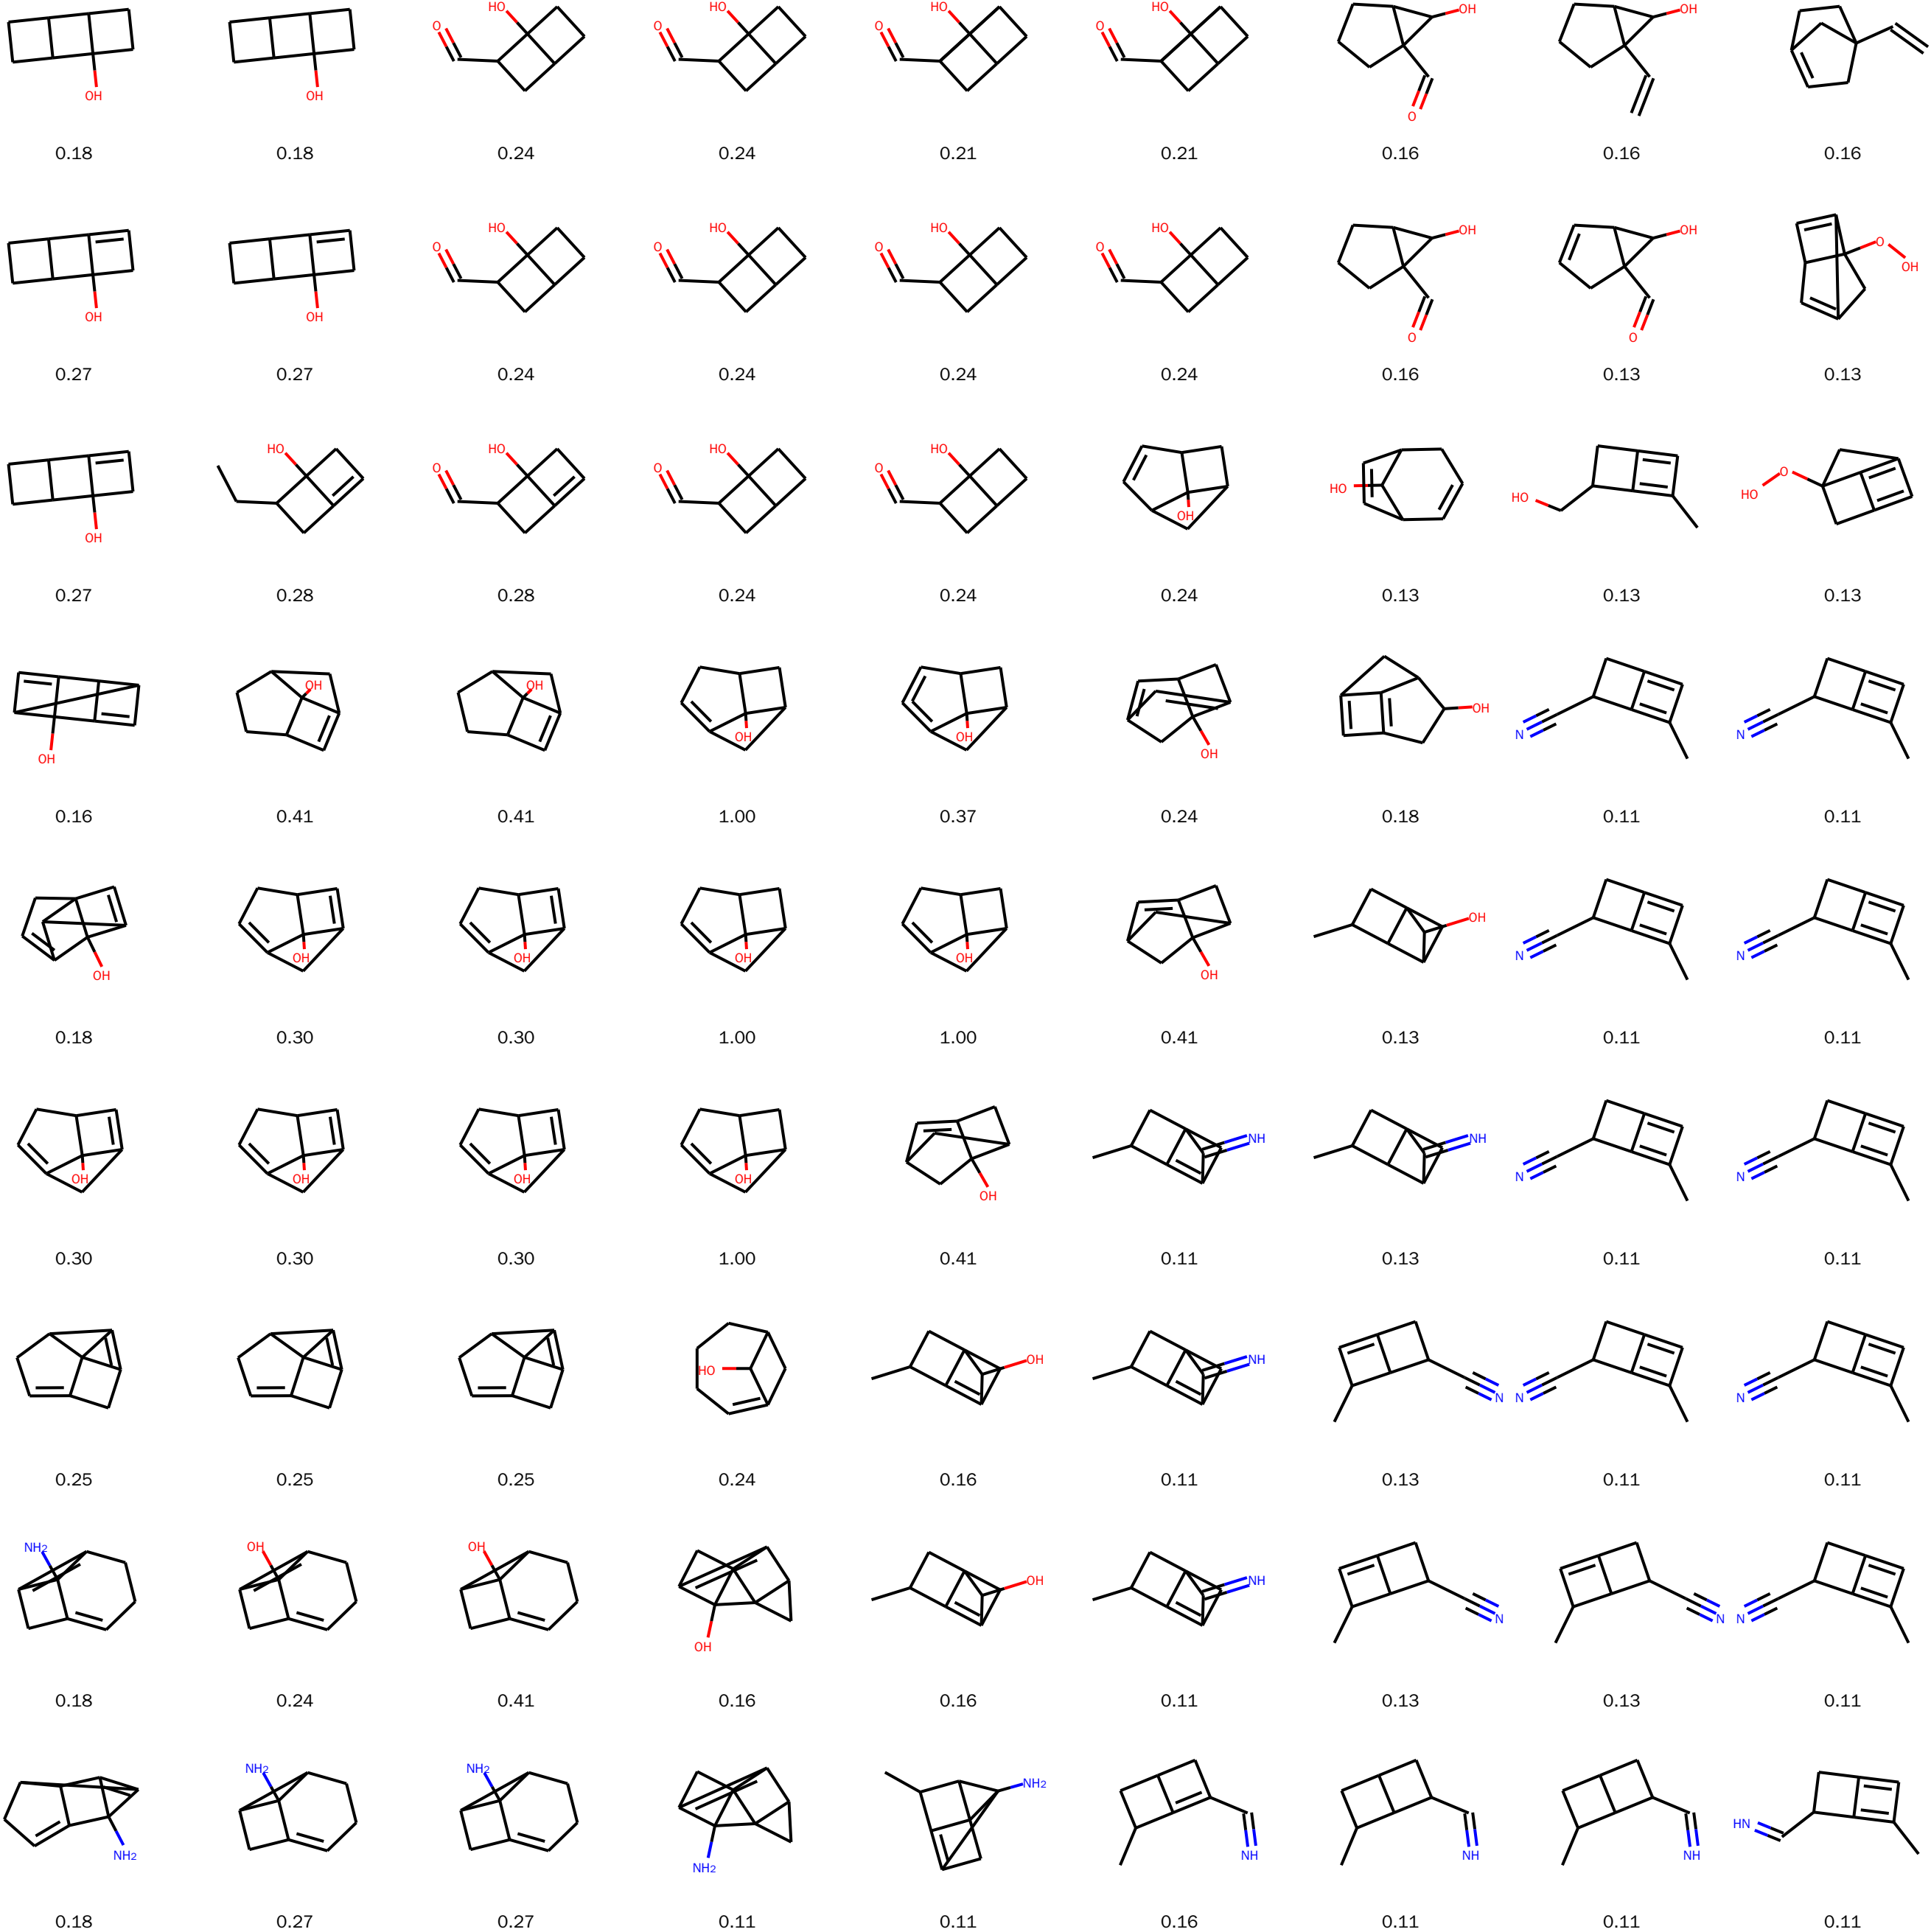 HO HO HO HO OH OH
O O O O
OH OH O
0.18 0.18 0.24 0.24 0.21 0.21 0.16 0.16 0.16
HO HO HO HO OH OH
O O O O O OH
OH OH O O
0.27 0.27 0.24 0.24 0.24 0.24 0.16 0.13 0.13
HO HO HO HO
O O O HO HO O HO
OH OH
0.27 0.28 0.28 0.24 0.24 0.24 0.13 0.13 0.13
OH OH OH
OH OH OH OH N N
0.16 0.41 0.41 1.00 0.37 0.24 0.18 0.11 0.11
OH
OH OH OH OH OH OH N N
0.18 0.30 0.30 1.00 1.00 0.41 0.13 0.11 0.11
NH NH
OH OH OH OH OH N N
0.30 0.30 0.30 1.00 0.41 0.11 0.13 0.11 0.11
HO OH NH
N N N
0.25 0.25 0.25 0.24 0.16 0.11 0.13 0.11 0.11
NH2 OH OH OH NH
OH N N N
0.18 0.24 0.41 0.16 0.16 0.11 0.13 0.13 0.11
NH2 NH2 NH2
NH2 NH2 NH NH NH HN
0.18 0.27 0.27 0.11 0.11 0.16 0.11 0.11 0.11